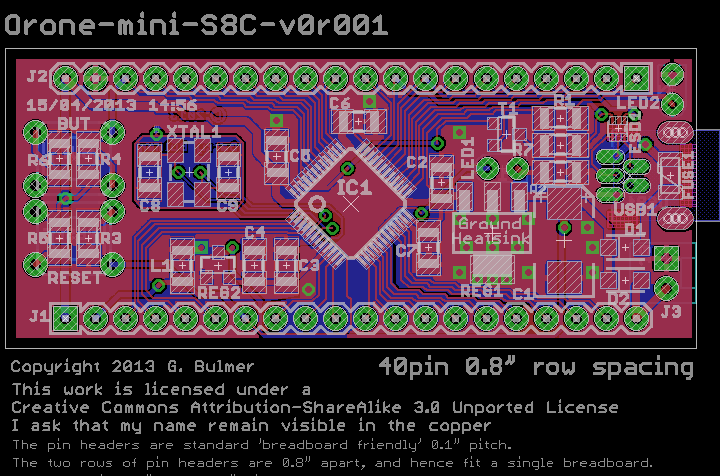 Orone-mini-S8C-v0r001
J2
15/04/2013 14:56
C6
T1
R1
LED2
BUT
XTAL1
R6
R4
C5
C2
LED1
R7
IC1
FUSE1
C8
C9
USB1
Ground
Heatsink
R5
R3
C4
C7
D1
RESET
L1
C3
REG2
REG1
C1
D2
J1
J3
Copyright 2013 G. Bulmer
40pin 0.8" row spacing
This work is licensed under a
Creative Commons Attribution-ShareAlike 3.0 Unported License
I ask that my name remain visible in the copper
The pin headers are standard 'breadboard friendly' 0.1" pitch.
The two rows of pin headers are 0.8" apart, and hence fit a single breadboard.